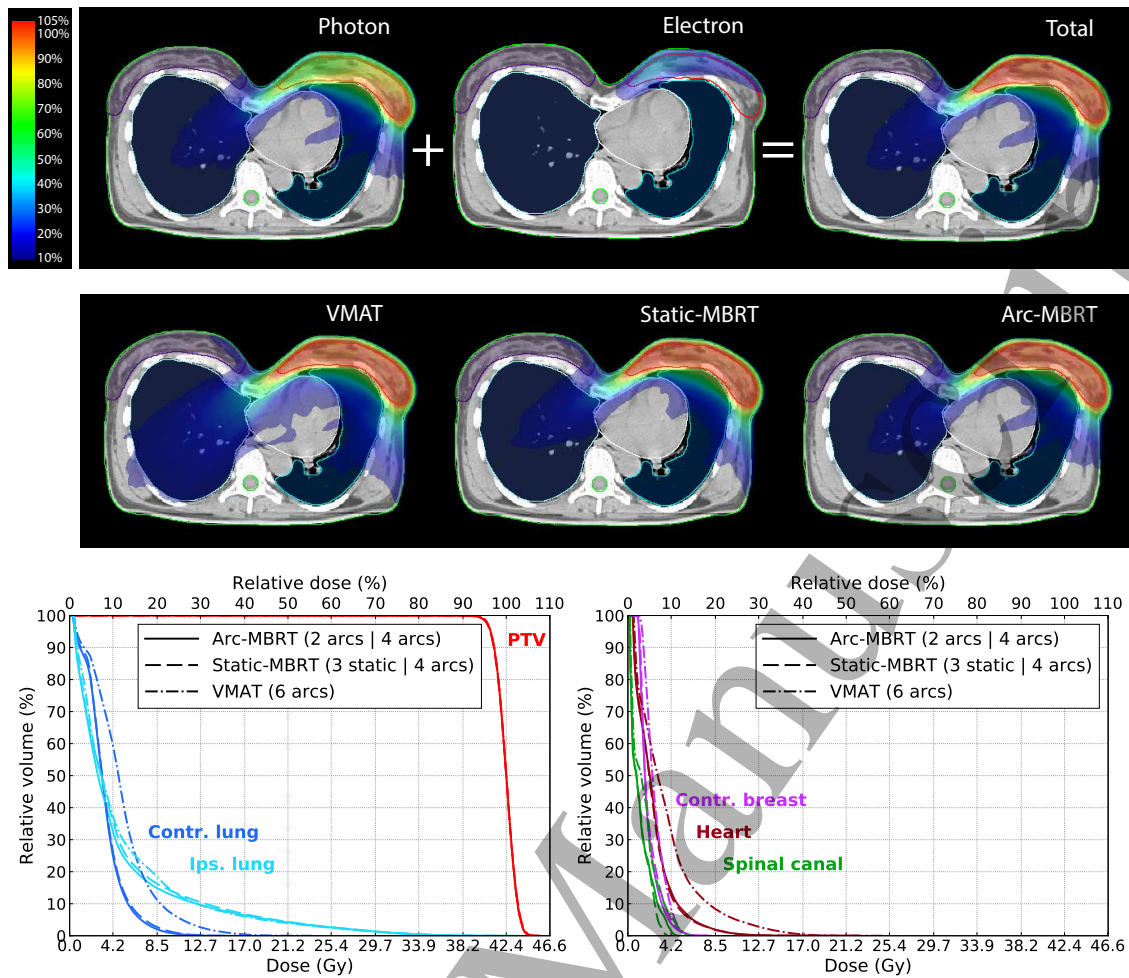 105%
100%
90%
80%
70%
60%
50%
40%
30%
20%
10%
Photon
Electron
Total
+
=
VMAT
Static-MBRT
Arc-MBRT
Relative dose (%)
0 10 20 30 40 50 60 70 80 90 100 110
Relative volume (%)
100
90
80
70
60
50
40
30
20
10
0
Arc-MBRT (2 arcs | 4 arcs)
Static-MBRT (3 static | 4 arcs)
VMAT (6 arcs)
PTV
Contr. lung
Ips. lung
0.0 4.2 8.5 12.7 17.0 21.2 25.4 29.7 33.9 38.2 42.4 46.6
Dose (Gy)
Relative dose (%)
0 10 20 30 40 50 60 70 80 90 100 110
Relative volume (%)
100
90
80
70
60
50
40
30
20
10
0
Arc-MBRT (2 arcs | 4 arcs)
Static-MBRT (3 static | 4 arcs)
VMAT (6 arcs)
Contr. breast
Heart
Spinal canal
0.0 4.2 8.5 12.7 17.0 21.2 25.4 29.7 33.9 38.2 42.4 46.6
Dose (Gy)